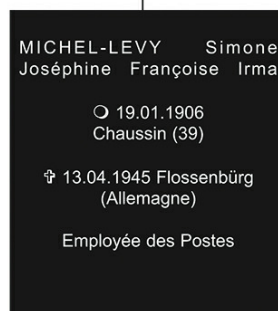 MICHEL-LEVY Simone
Joséphine Françoise Irma
❍ 19.01.1906
Chaussin (39)
✞ 13.04.1945 Flossenbürg
(Allemagne)
Employée des Postes